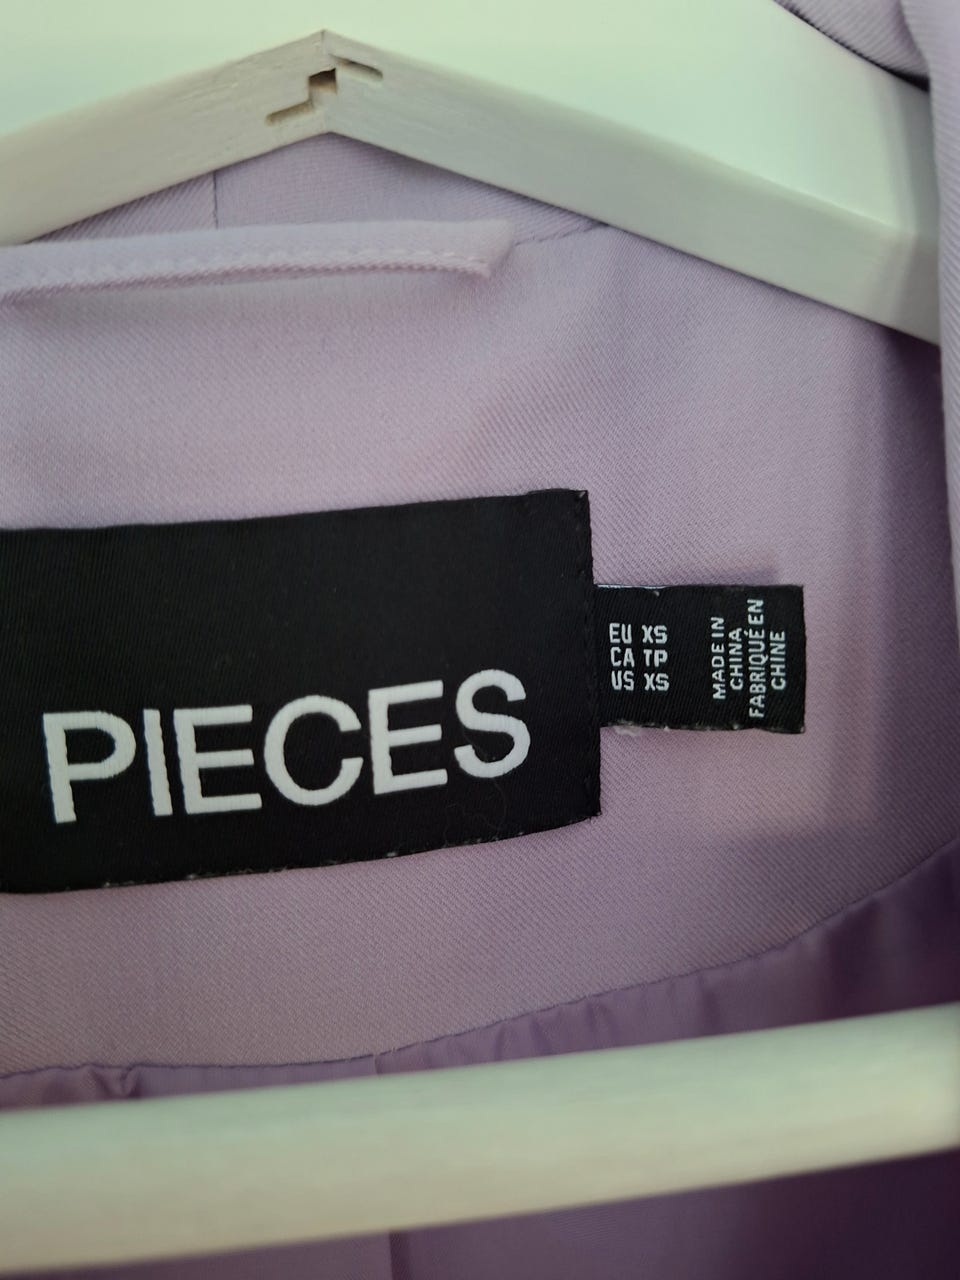 PIECES
EU XS
CA TP
US XS
MADE IN
CHINA
FABRIQUÉ EN
CHINE